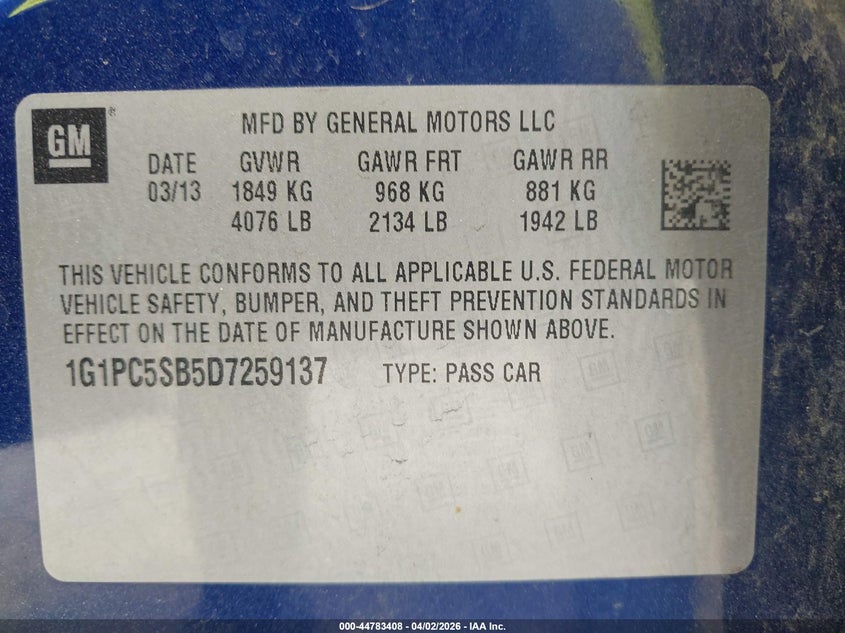 GM
MFD BY GENERAL MOTORS LLC
DATE GVWR GAWR FRT GAWR RR
03/13 1849 KG 968 KG 881 KG
4076 LB 2134 LB 1942 LB
THIS VEHICLE CONFORMS TO ALL APPLICABLE U.S. FEDERAL MOTOR
VEHICLE SAFETY, BUMPER, AND THEFT PREVENTION STANDARDS IN
EFFECT ON THE DATE OF MANUFACTURE SHOWN ABOVE.
1G1PC5SB5D7259137 TYPE: PASS CAR
000-44783408 - 04/02/2026 - IAA Inc.